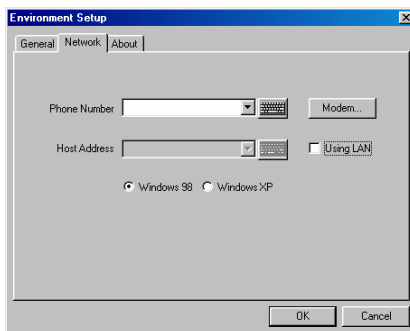 Environment Setup
General Network About
Phone Number Modem...
Host Address Using LAN
Windows 98 Windows XP
OK Cancel